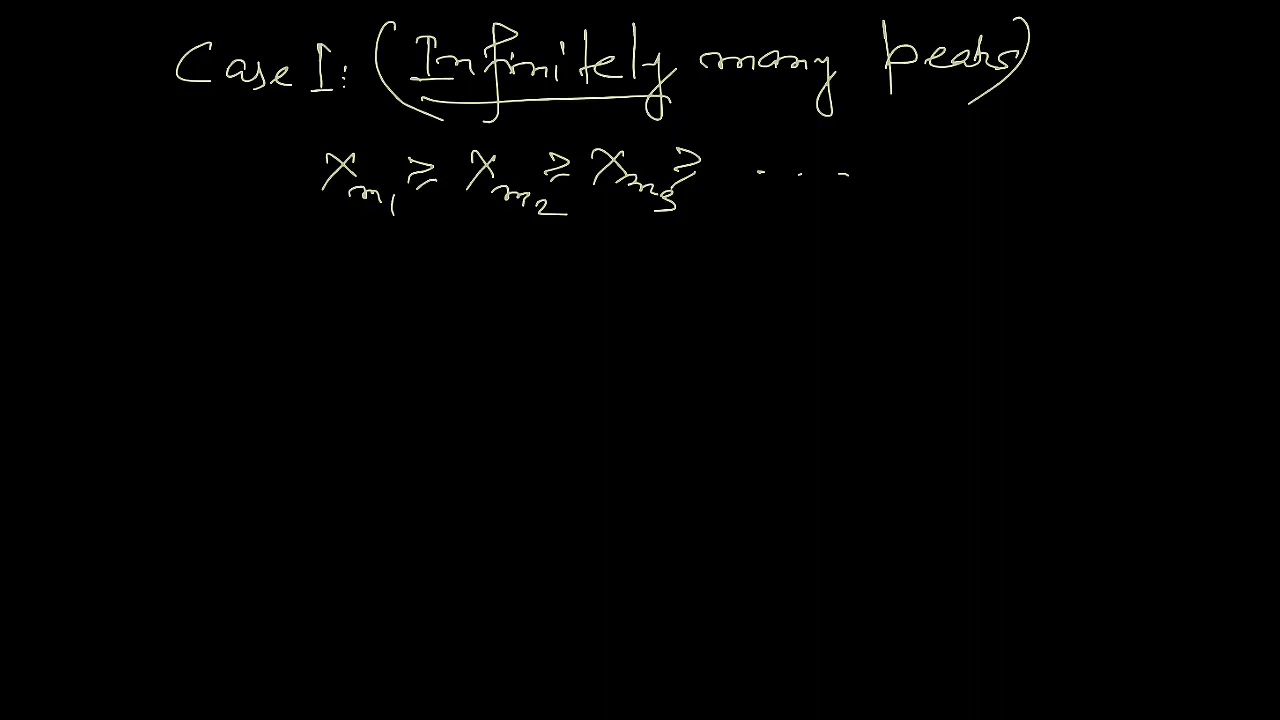 Case I: (Infinitely many peaks)
x_{m_1} ≥ x_{m_2} ≥ x_{m_3} ≥ ....